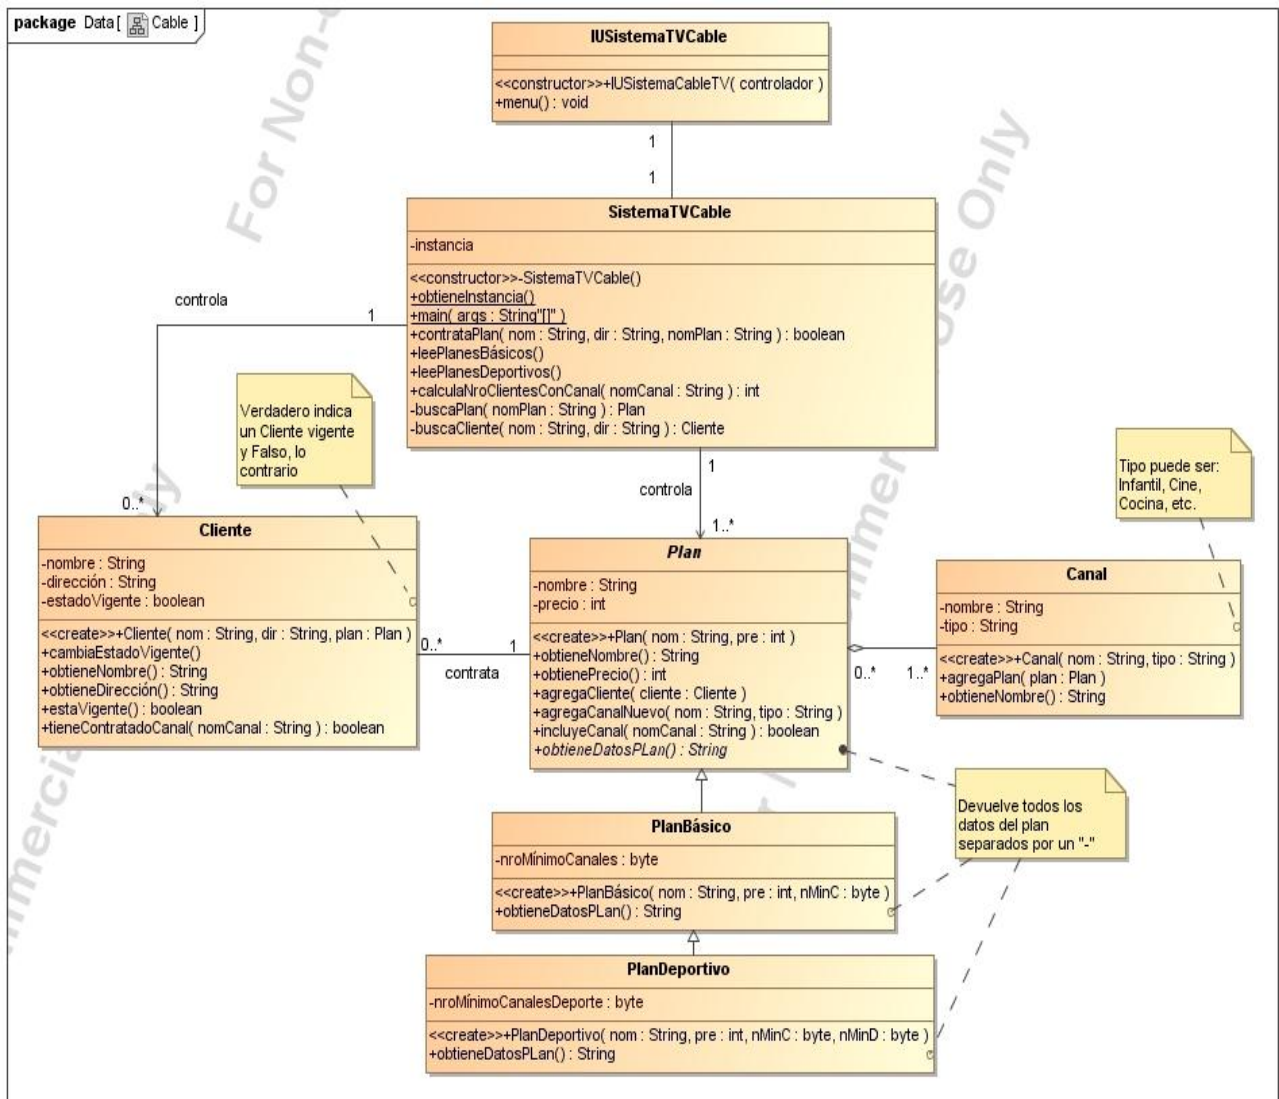 package Data [ Cable ]
IUSistemaTVCable
<<constructor>>+IUSistemaCableTV( controlador )
+menu() : void
1
1
SistemaTVCable
-instancia
<<constructor>>-SistemaTVCable()
+obtieneInstancia()
+main( args : String"[]" )
+contrataPlan( nom : String, dir : String, nomPlan : String ) : boolean
+leePlanesBásicos()
+leePlanesDeportivos()
+calculaNroClientesConCanal( nomCanal : String ) : int
-buscaPlan( nomPlan : String ) : Plan
-buscaCliente( nom : String, dir : String ) : Cliente
controla
1
0..*
Verdadero indica
un Cliente vigente
y Falso, lo
contrario
1
controla
1..*
Tipo puede ser:
Infantil, Cine,
Cocina, etc.
Cliente
-nombre : String
-dirección : String
-estadoVigente : boolean
<<create>>+Cliente( nom : String, dir : String, plan : Plan )
+cambiaEstadoVigente()
+obtieneNombre() : String
+obtieneDirección() : String
+estaVigente() : boolean
+tieneContratadoCanal( nomCanal : String ) : boolean
0..*
1
contrata
Plan
-nombre : String
-precio : int
<<create>>+Plan( nom : String, pre : int )
+obtieneNombre() : String
+obtienePrecio() : int
+agregaCliente( cliente : Cliente )
+agregaCanalNuevo( nom : String, tipo : String )
+incluyeCanal( nomCanal : String ) : boolean
+obtieneDatosPLan() : String
0..*
1..*
Canal
-nombre : String
-tipo : String
<<create>>+Canal( nom : String, tipo : String )
+agregaPlan( plan : Plan )
+obtieneNombre() : String
Devuelve todos los
datos del plan
separados por un "-"
PlanBásico
-nroMínimoCanales : byte
<<create>>+PlanBásico( nom : String, pre : int, nMinC : byte )
+obtieneDatosPLan() : String
PlanDeportivo
-nroMínimoCanalesDeporte : byte
<<create>>+PlanDeportivo( nom : String, pre : int, nMinC : byte, nMinD : byte )
+obtieneDatosPLan() : String
For Non-
Use Only